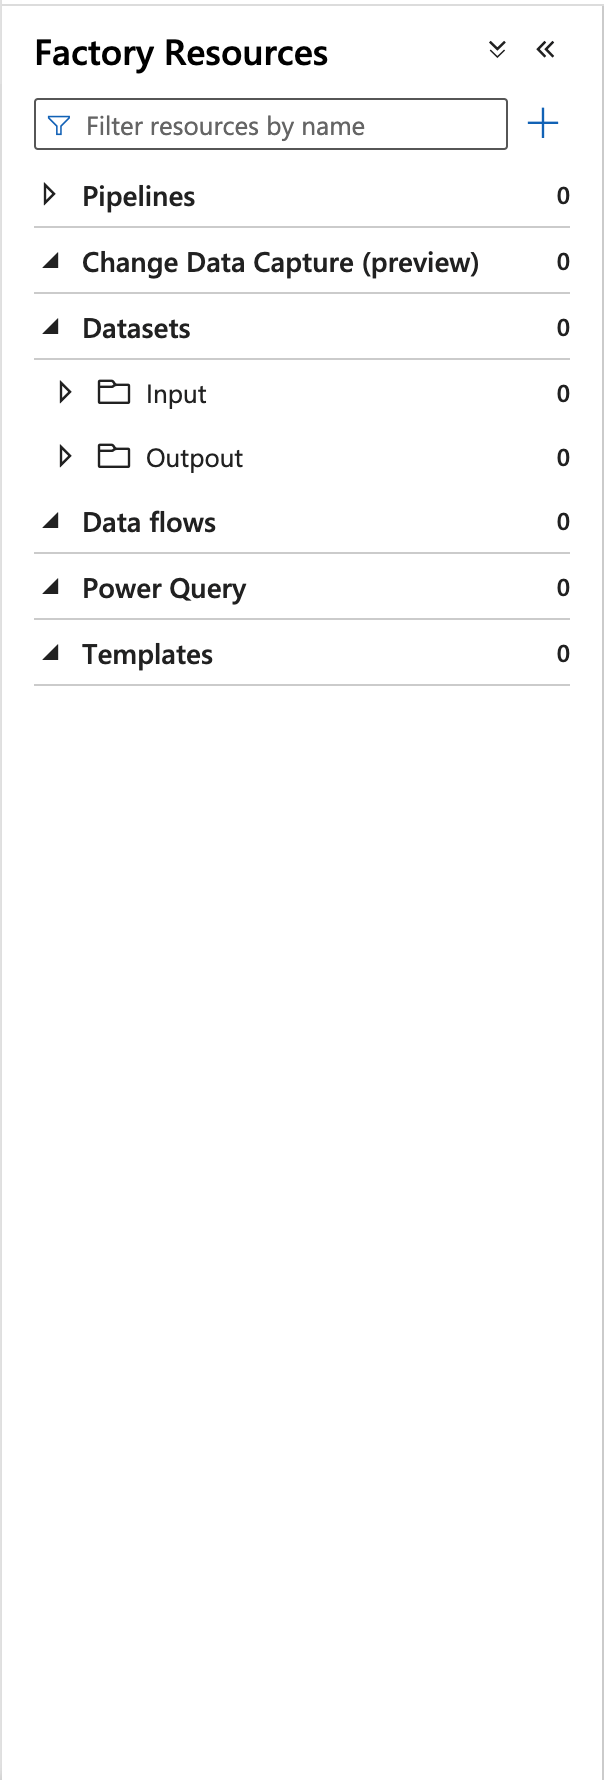 Factory Resources
Filter resources by name
Pipelines 0
Change Data Capture (preview) 0
Datasets 0
Input 0
Outpout 0
Data flows 0
Power Query 0
Templates 0